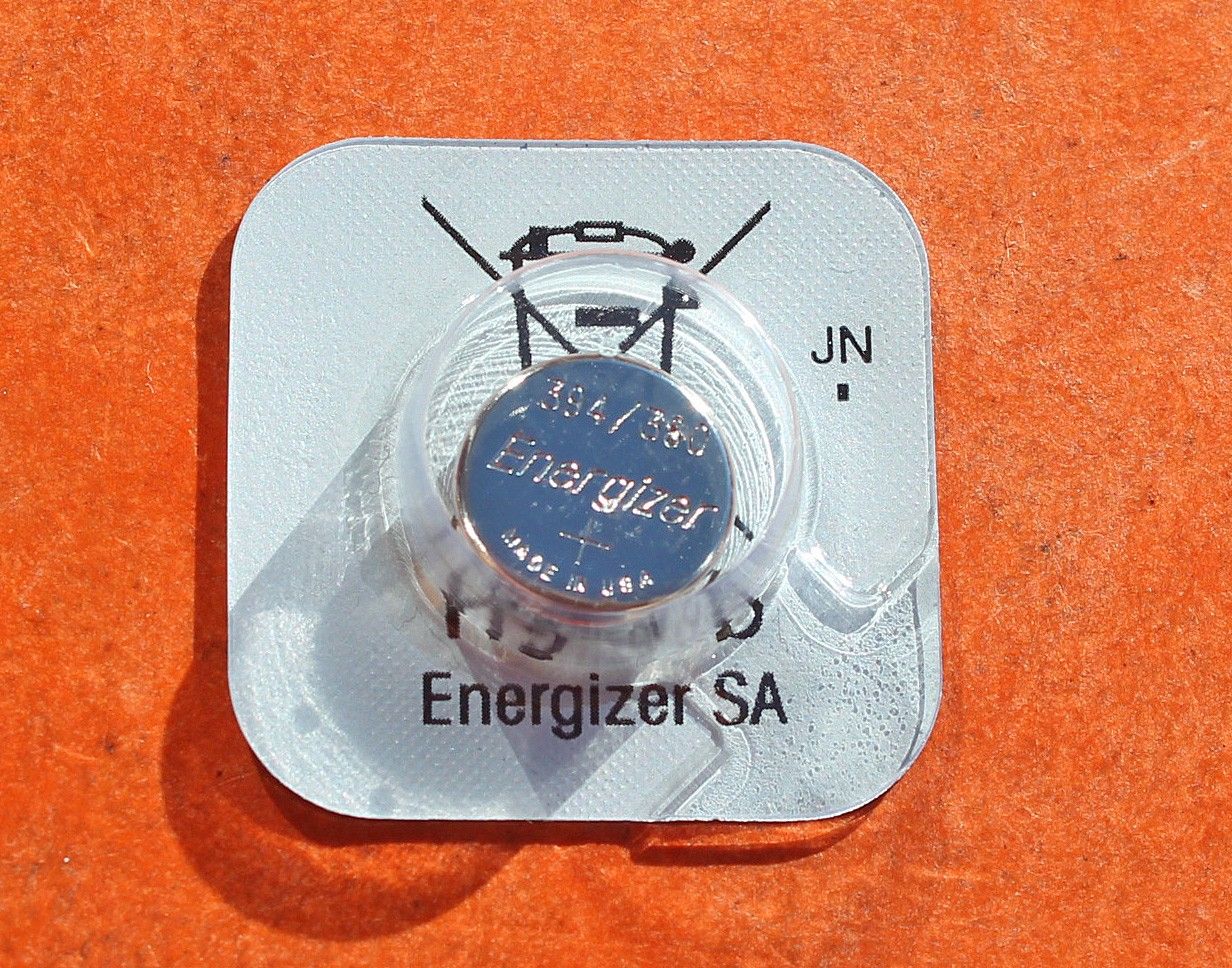 JN
394/380
Energizer
+
MADE IN USA
Energizer SA